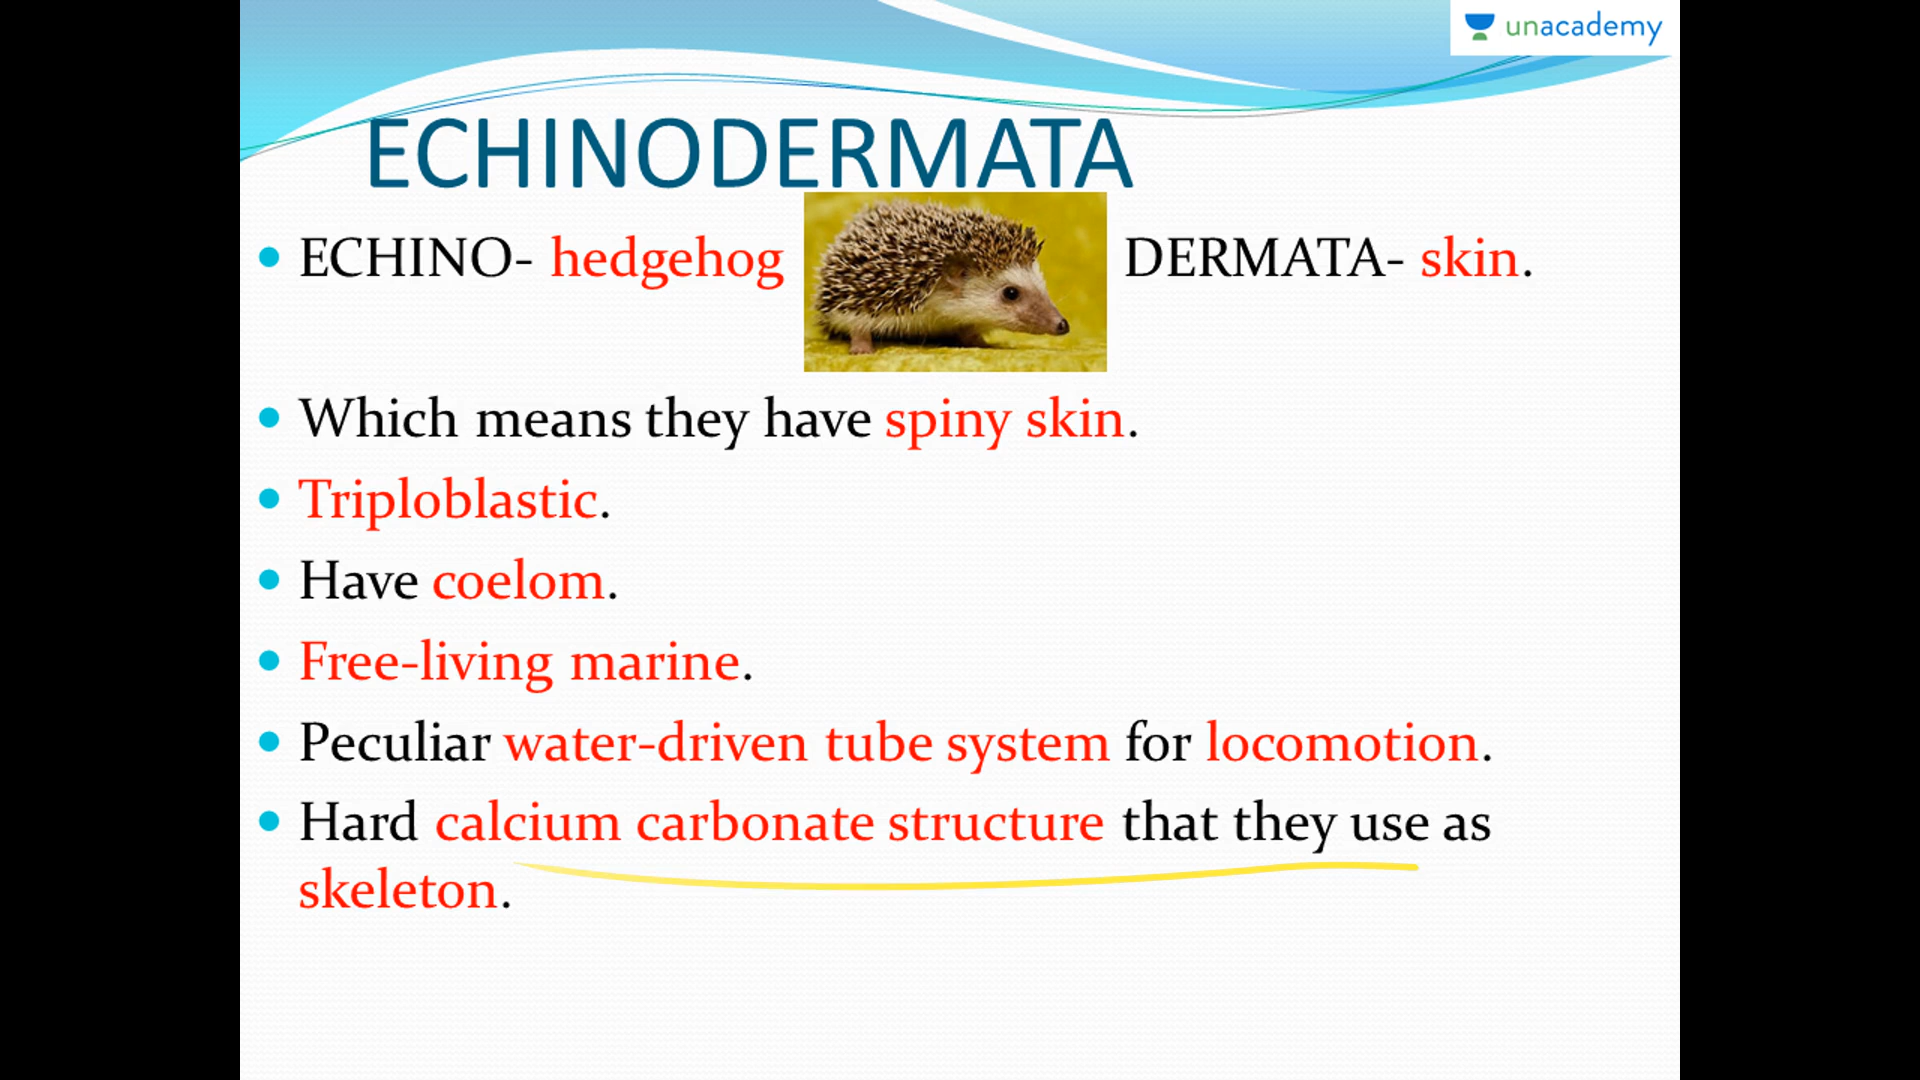 unacademy
ECHINODERMATA
ECHINO- hedgehog DERMATA- skin.
Which means they have spiny skin.
Triploblastic.
Have coelom.
Free-living marine.
Peculiar water-driven tube system for locomotion.
Hard calcium carbonate structure that they use as
skeleton.